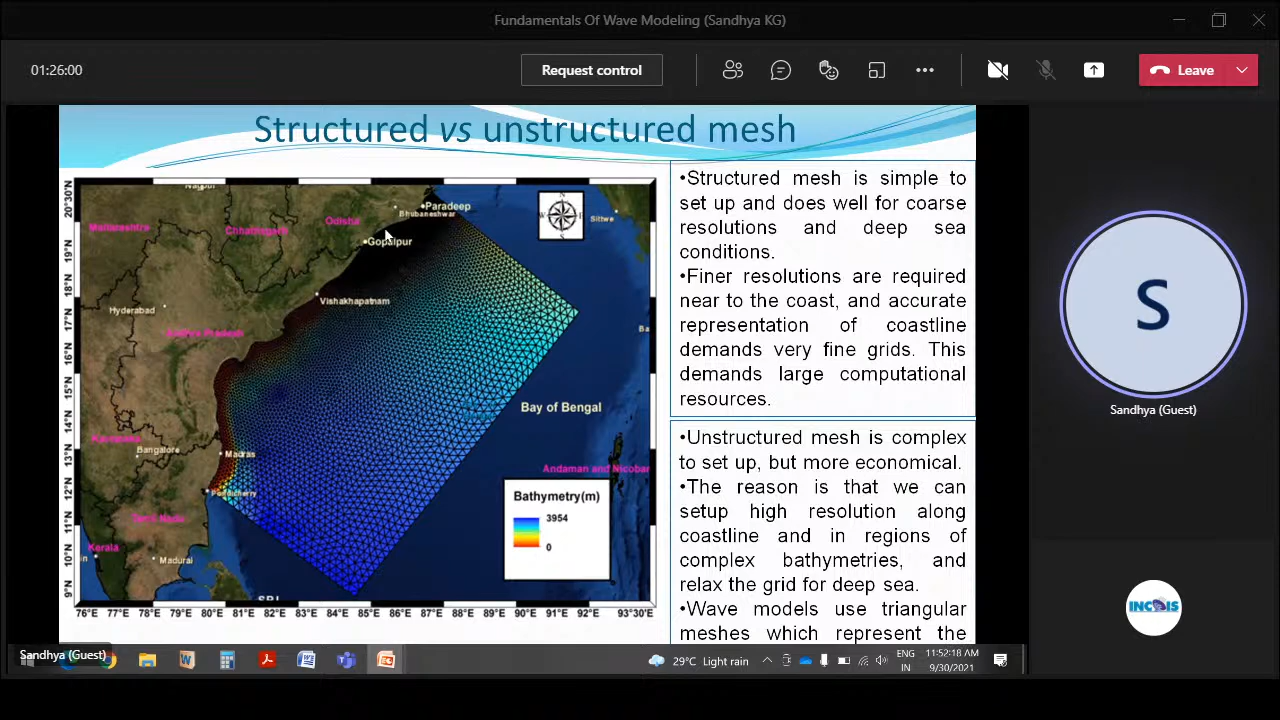 Fundamentals Of Wave Modeling (Sandhya KG)
01:26:00
Request control
Leave
Structured vs unstructured mesh
20°30'N
19°N
18°N
17°N
16°N
15°N
14°N
13°N
12°N
11°N
10°N
9°N
Paradeep
Bhubaneshwar
Odisha
Gopalpur
Maharashtra
Chhattisgarh
Sittwe
Vishakhapatnam
Hyderabad
Andhra Pradesh
Bay of Bengal
Madras
Bangalore
Karnataka
Andaman and Nicobar
Pondicherry
Tamil Nadu
Kerala
Madurai
SRI
Bathymetry(m)
3954
0
76°E 77°E 78°E 79°E 80°E 81°E 82°E 83°E 84°E 85°E 86°E 87°E 88°E 89°E 90°E 91°E 92°E 93°30'E
•Structured mesh is simple to
set up and does well for coarse
resolutions and deep sea
conditions.
•Finer resolutions are required
near to the coast, and accurate
representation of coastline
demands very fine grids. This
demands large computational
resources.
•Unstructured mesh is complex
to set up, but more economical.
•The reason is that we can
setup high resolution along
coastline and in regions of
complex bathymetries, and
relax the grid for deep sea.
•Wave models use triangular
meshes which represent the
S
Sandhya (Guest)
INCOIS
Sandhya (Guest)
29°C Light rain
ENG
IN
11:52:18 AM
9/30/2021